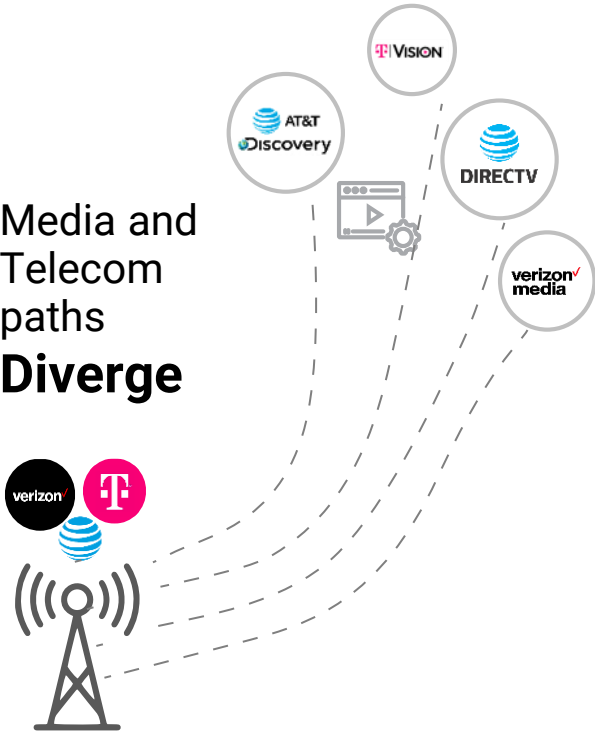 T|VISION
AT&T
Discovery
DIRECTV
verizon✓
media
Media and
Telecom
paths
Diverge
verizon✓
T